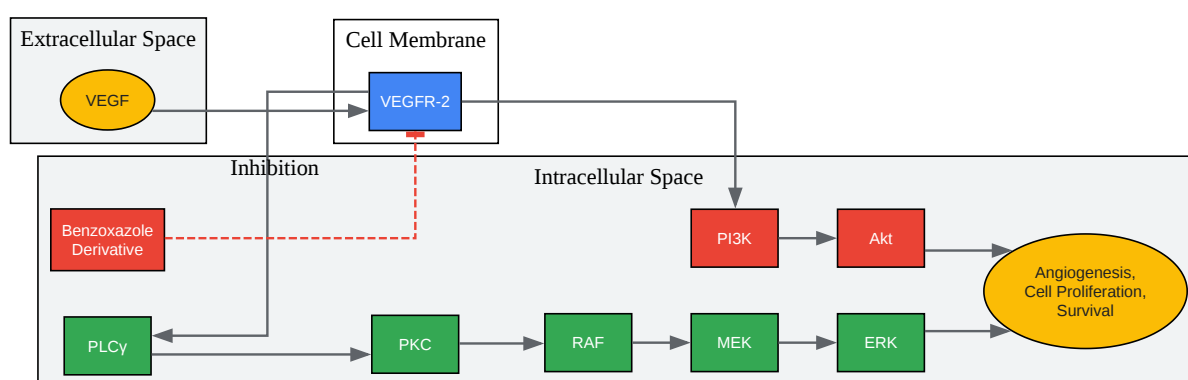 Extracellular Space
Cell Membrane
VEGF
VEGFR-2
Inhibition
Intracellular Space
Benzoxazole
Derivative
PI3K
Akt
Angiogenesis,
Cell Proliferation,
Survival
PLCγ
PKC
RAF
MEK
ERK